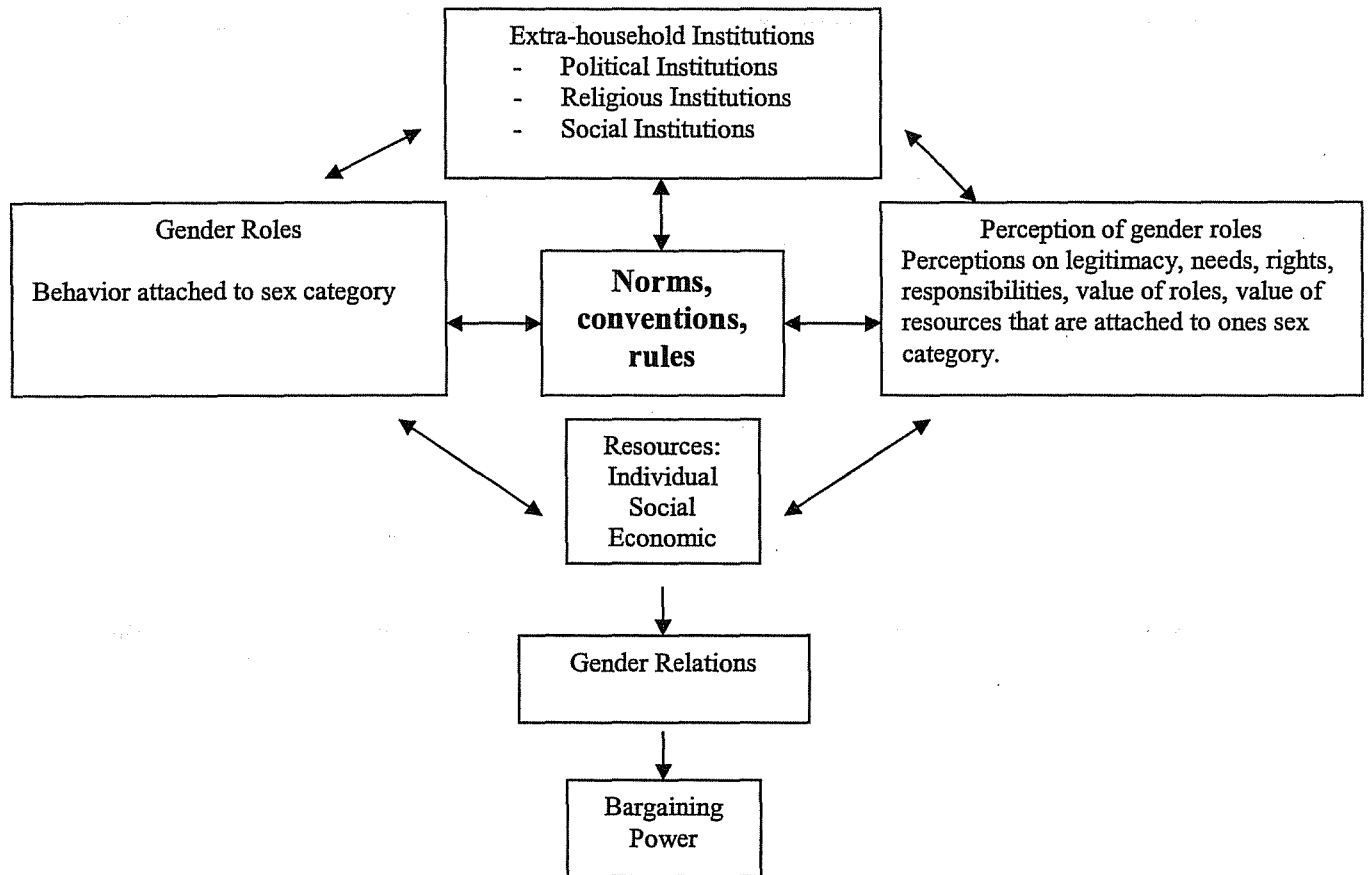 Extra-household Institutions
- Political Institutions
- Religious Institutions
- Social Institutions
Gender Roles
Behavior attached to sex category
Norms,
conventions,
rules
Perception of gender roles
Perceptions on legitimacy, needs, rights,
responsibilities, value of roles, value of
resources that are attached to ones sex
category.
Resources:
Individual
Social
Economic
Gender Relations
Bargaining
Power